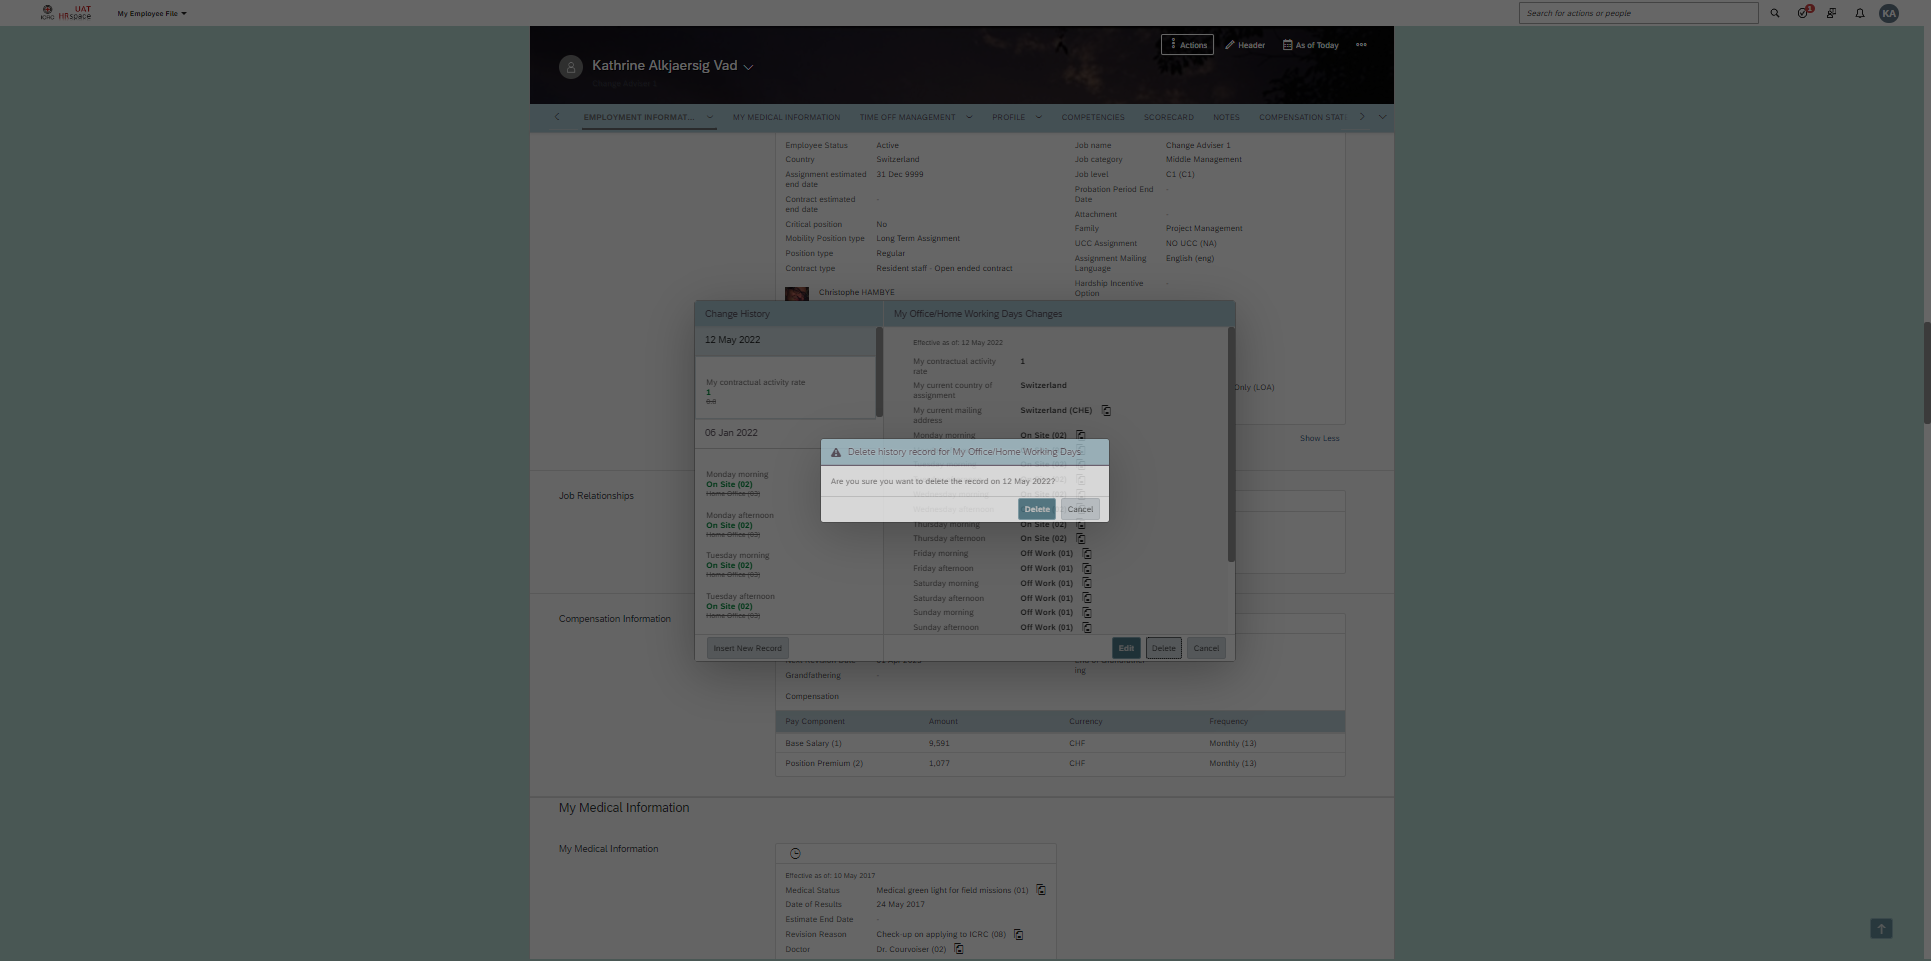 ICRC
UAT
HRspace
My Employee File
Search for actions or people
1
KA
Kathrine Alkjaersig Vad
Change Adviser 1
Actions
Header
As of Today
EMPLOYMENT INFORMAT...
MY MEDICAL INFORMATION
TIME OFF MANAGEMENT
PROFILE
COMPETENCIES
SCORECARD
NOTES
COMPENSATION STAT
Employee Status Active
Country Switzerland
Assignment estimated
end date
31 Dec 9999
Contract estimated
end date
-
Critical position No
Mobility Position type Long Term Assignment
Position type Regular
Contract type Resident staff - Open ended contract
Christophe HAMBYE
Job name Change Adviser 1
Job category Middle Management
Job level C1 (C1)
Probation Period End
Date
-
Attachment -
Family Project Management
UCC Assignment NO UCC (NA)
Assignment Mailing
Language
English (eng)
Hardship Incentive
Option
-
Only (LOA)
Show Less
Change History
12 May 2022
My contractual activity rate
1
0.8
06 Jan 2022
Monday morning
On Site (02)
Home Office (03)
Monday afternoon
On Site (02)
Home Office (03)
Tuesday morning
On Site (02)
Home Office (03)
Tuesday afternoon
On Site (02)
Home Office (03)
Insert New Record
My Office/Home Working Days Changes
Effective as of: 12 May 2022
My contractual activity
rate
1
My current country of
assignment
Switzerland
My current mailing
address
Switzerland (CHE)
Monday morning On Site (02)
Delete history record for My Office/Home Working Days
Are you sure you want to delete the record on 12 May 2022?
Delete
Cancel
Thursday morning On Site (02)
Thursday afternoon On Site (02)
Friday morning Off Work (01)
Friday afternoon Off Work (01)
Saturday morning Off Work (01)
Saturday afternoon Off Work (01)
Sunday morning Off Work (01)
Sunday afternoon Off Work (01)
Edit
Delete
Cancel
Job Relationships
Compensation Information
ing
Grandfathering -
Compensation
Pay Component Amount Currency Frequency
Base Salary (1) 9,591 CHF Monthly (13)
Position Premium (2) 1,077 CHF Monthly (13)
My Medical Information
My Medical Information
Effective as of: 10 May 2017
Medical Status Medical green light for field missions (01)
Date of Results 24 May 2017
Estimate End Date -
Revision Reason Check-up on applying to ICRC (08)
Doctor Dr. Courvoiser (02)